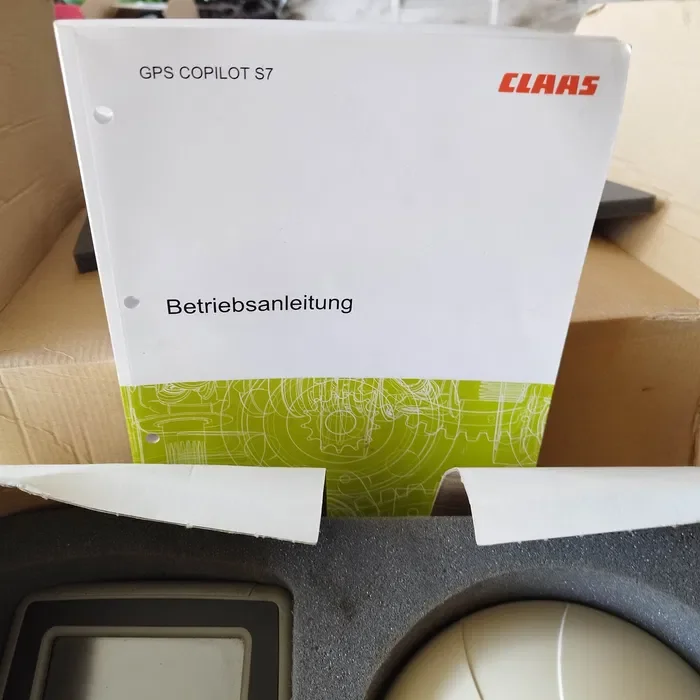 GPS COPILOT S7
CLAAS
Betriebsanleitung